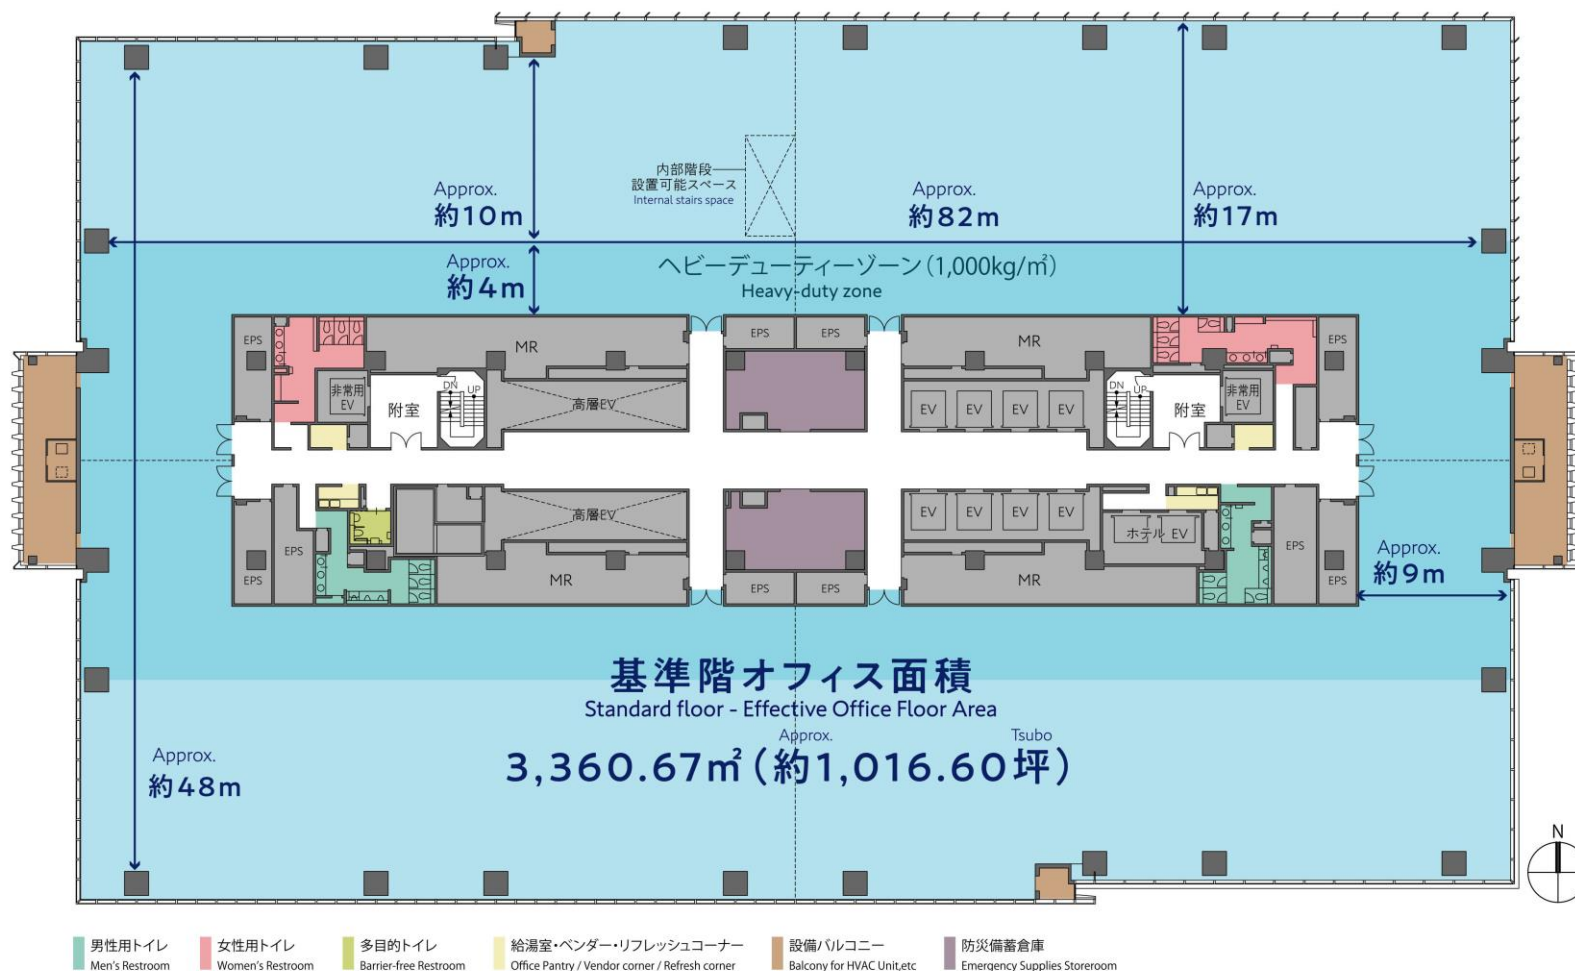 内部階段
設置可能スペース
Internal stairs space
Approx.
約10m
Approx.
約82m
Approx.
約17m
Approx.
約4m
ヘビーデューティーゾーン(1,000kg/㎡)
Heavy-duty zone
EPS
MR
EPS
EPS
MR
EPS
非常用
EV
附室
DN
UP
高層EV
EV
EV
EV
EV
DN
UP
附室
非常用
EV
EPS
EPS
高層EV
EV
EV
EV
EV
ホテル EV
EPS
EPS
MR
EPS
EPS
MR
Approx.
約9m
基準階オフィス面積
Standard floor - Effective Office Floor Area
Approx.
Tsubo
3,360.67㎡(約1,016.60坪)
Approx.
約48m
N
男性用トイレ
Men's Restroom
女性用トイレ
Women's Restroom
多目的トイレ
Barrier-free Restroom
給湯室・ベンダー・リフレッシュコーナー
Office Pantry / Vendor corner / Refresh corner
設備バルコニー
Balcony for HVAC Unit,etc
防災備蓄倉庫
Emergency Supplies Storeroom